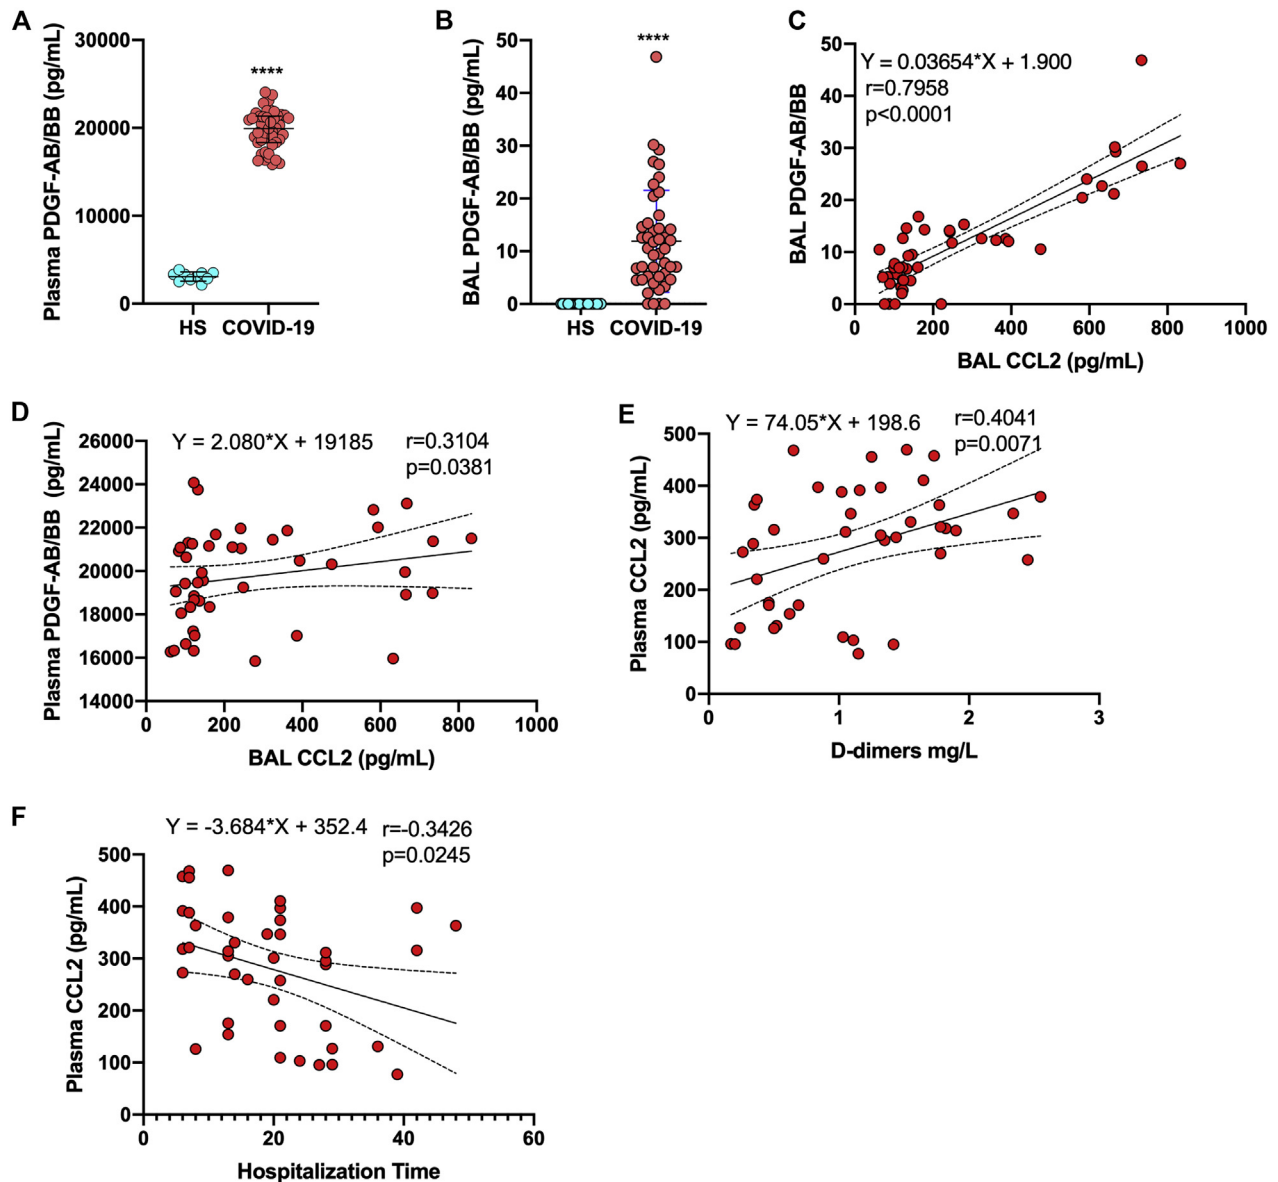 A
Plasma PDGF-AB/BB (pg/mL)
30000
20000
10000
0
****
HS COVID-19
B
BAL PDGF-AB/BB (pg/mL)
50
40
30
20
10
0
****
HS COVID-19
C
BAL PDGF-AB/BB
50
40
30
20
10
0
Y = 0.03654*X + 1.900
r=0.7958
p<0.0001
0 200 400 600 800 1000
BAL CCL2 (pg/mL)
D
Plasma PDGF-AB/BB (pg/mL)
26000
24000
22000
20000
18000
16000
14000
Y = 2.080*X + 19185
r=0.3104
p=0.0381
0 200 400 600 800 1000
BAL CCL2 (pg/mL)
E
Plasma CCL2 (pg/mL)
500
400
300
200
100
0
Y = 74.05*X + 198.6
r=0.4041
p=0.0071
0 1 2 3
D-dimers mg/L
F
Plasma CCL2 (pg/mL)
500
400
300
200
100
0
Y = -3.684*X + 352.4
r=-0.3426
p=0.0245
0 20 40 60
Hospitalization Time